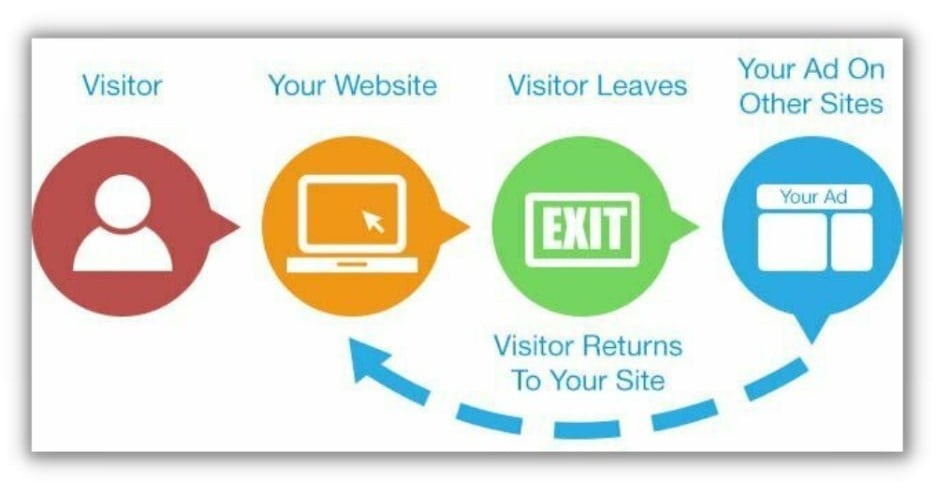 Visitor
Your Website
Visitor Leaves
Your Ad On
Other Sites
EXIT
Your Ad
Visitor Returns
To Your Site